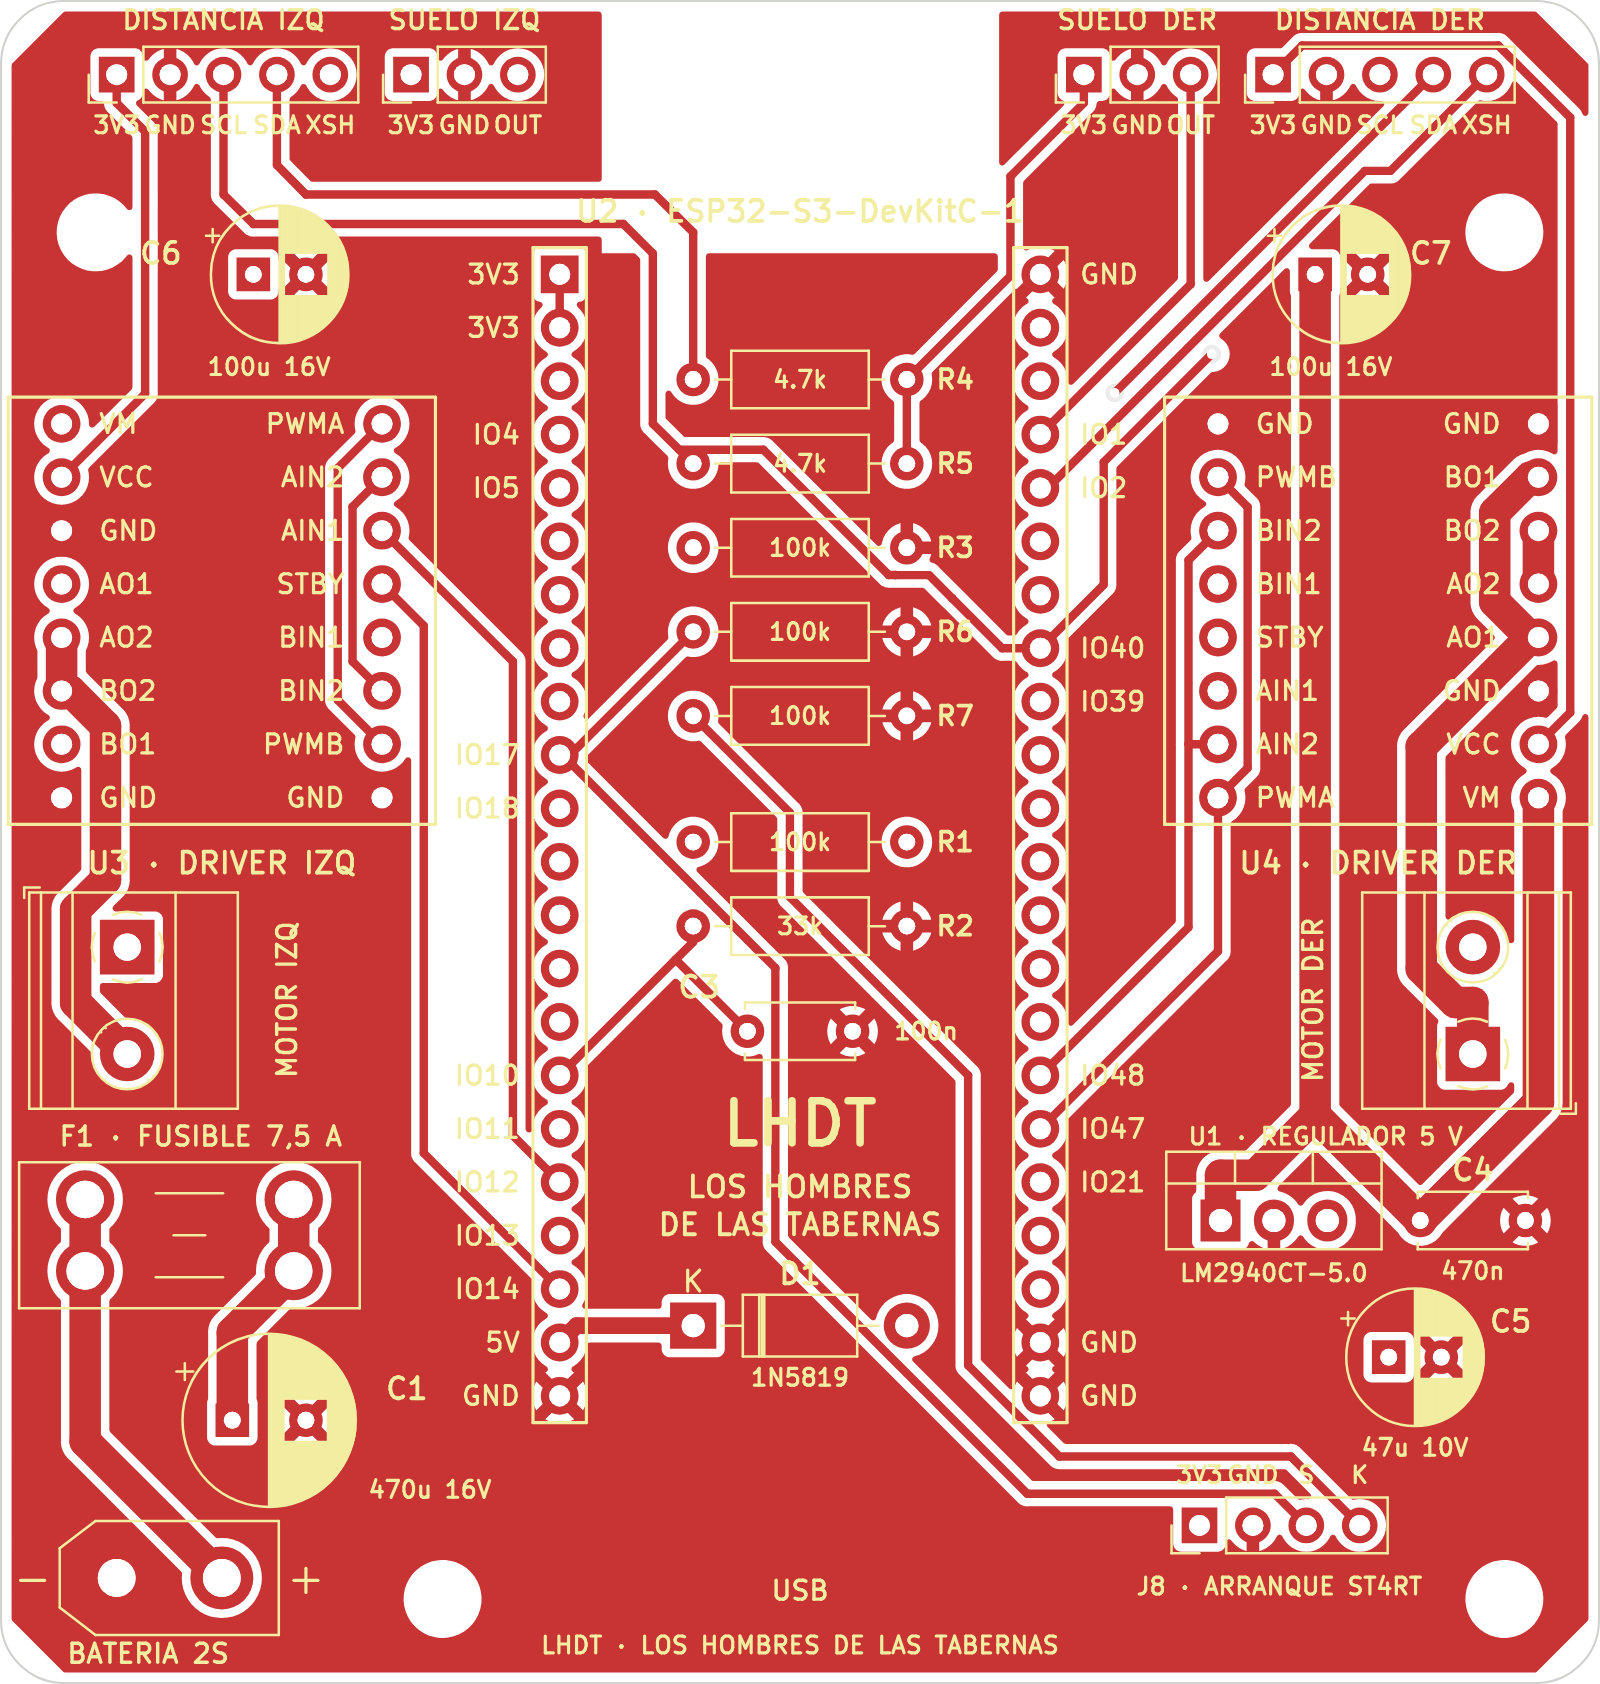 DISTANCIA IZQ
SUELO IZQ
SUELO DER
DISTANCIA DER
3V3 GND SCL SDA XSH
3V3 GND OUT
3V3 GND OUT
3V3 GND SCL SDA XSH
U2 · ESP32-S3-DevKitC-1
C6
+
100u 16V
C7
+
100u 16V
3V3
3V3
IO4
IO5
IO17
IO18
IO10
IO11
IO12
IO13
IO14
5V
GND
GND
IO1
IO2
IO40
IO39
IO48
IO47
IO21
GND
GND
4.7k R4
4.7k R5
100k R3
100k R6
100k R7
100k R1
33k R2
VM PWMA
VCC AIN2
GND AIN1
AO1 STBY
AO2 BIN1
BO2 BIN2
BO1 PWMB
GND GND
U3 · DRIVER IZQ
GND GND
PWMB BO1
BIN2 BO2
BIN1 AO2
STBY AO1
AIN1 GND
AIN2 VCC
PWMA VM
U4 · DRIVER DER
MOTOR IZQ
MOTOR DER
C3
100n
F1 · FUSIBLE 7,5 A
LHDT
LOS HOMBRES
DE LAS TABERNAS
U1 · REGULADOR 5 V
LM2940CT-5.0
C4
470n
K
D1
1N5819
+
C1
470u 16V
+
C5
47u 10V
3V3 GND S K
J8 · ARRANQUE ST4RT
- +
BATERIA 2S
USB
LHDT · LOS HOMBRES DE LAS TABERNAS